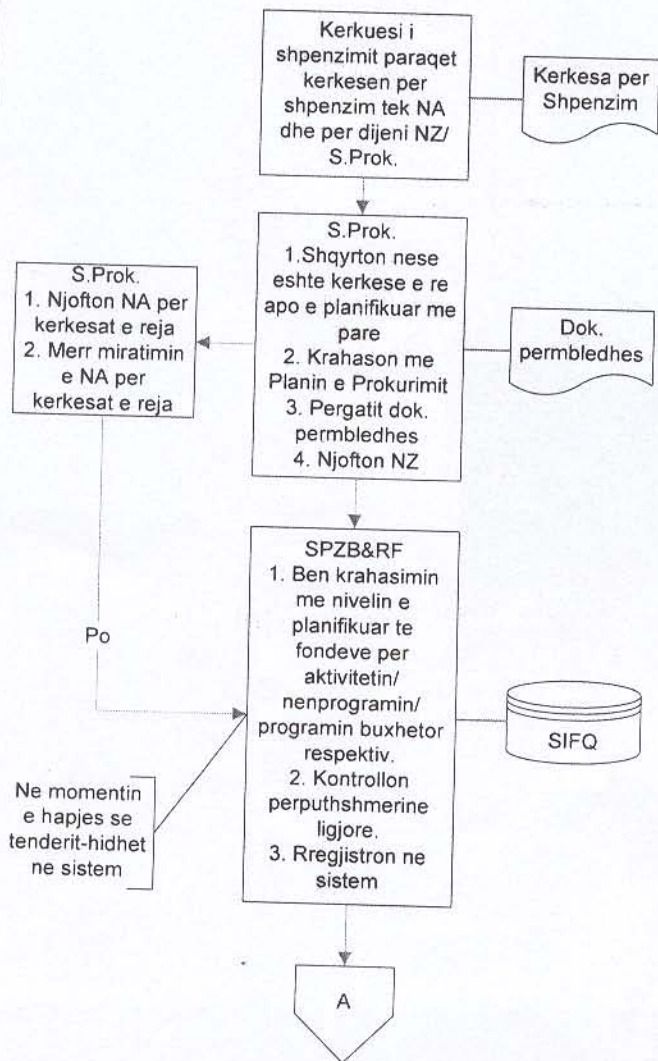 Kerkuesi i
shpenzimit paraqet
kerkesen per
shpenzim tek NA
dhe per dijeni NZ/
S.Prok.
Kerkesa per
Shpenzim
S.Prok.
1. Njofton NA per
kerkesat e reja
2. Merr miratimin
e NA per
kerkesat e reja
S.Prok.
1.Shqyrton nese
eshte kerkese e re
apo e planifikuar me
pare
2. Krahason me
Planin e Prokurimit
3. Pergatit dok.
permbledhes
4. Njofton NZ
Dok.
permbledhes
Po
SPZB&RF
1. Ben krahasimin
me nivelin e
planifikuar te
fondeve per
aktivitetin/
nenprogramin/
programin buxhetor
respektiv.
2. Kontrollon
perputhshmerine
ligjore.
3. Rregjistron ne
sistem
SIFQ
Ne momentin
e hapjes se
tenderit-hidhet
ne sistem
A